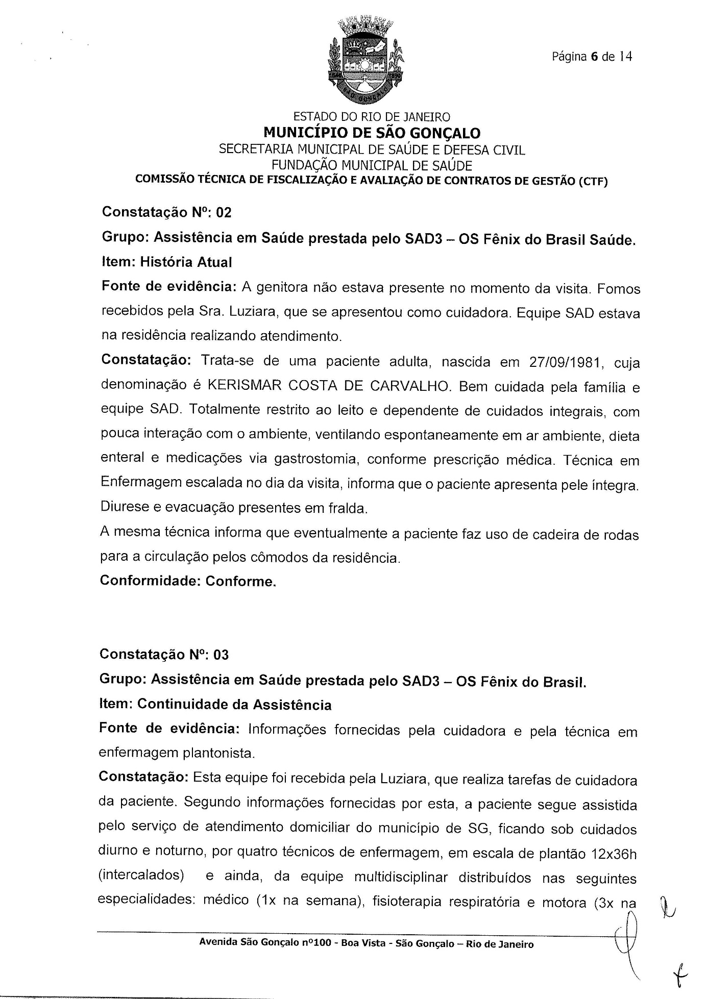 Página 6 de 14
SÃO GONÇALO
ESTADO DO RIO DE JANEIRO
MUNICÍPIO DE SÃO GONÇALO
SECRETARIA MUNICIPAL DE SAÚDE E DEFESA CIVIL
FUNDAÇÃO MUNICIPAL DE SAÚDE
COMISSÃO TÉCNICA DE FISCALIZAÇÃO E AVALIAÇÃO DE CONTRATOS DE GESTÃO (CTF)
Constatação Nº: 02
Grupo: Assistência em Saúde prestada pelo SAD3 – OS Fênix do Brasil Saúde.
Item: História Atual
Fonte de evidência: A genitora não estava presente no momento da visita. Fomos
recebidos pela Sra. Luziara, que se apresentou como cuidadora. Equipe SAD estava
na residência realizando atendimento.
Constatação: Trata-se de uma paciente adulta, nascida em 27/09/1981, cuja
denominação é KERISMAR COSTA DE CARVALHO. Bem cuidada pela família e
equipe SAD. Totalmente restrito ao leito e dependente de cuidados integrais, com
pouca interação com o ambiente, ventilando espontaneamente em ar ambiente, dieta
enteral e medicações via gastrostomia, conforme prescrição médica. Técnica em
Enfermagem escalada no dia da visita, informa que o paciente apresenta pele íntegra.
Diurese e evacuação presentes em fralda.
A mesma técnica informa que eventualmente a paciente faz uso de cadeira de rodas
para a circulação pelos cômodos da residência.
Conformidade: Conforme.
Constatação Nº: 03
Grupo: Assistência em Saúde prestada pelo SAD3 – OS Fênix do Brasil.
Item: Continuidade da Assistência
Fonte de evidência: Informações fornecidas pela cuidadora e pela técnica em
enfermagem plantonista.
Constatação: Esta equipe foi recebida pela Luziara, que realiza tarefas de cuidadora
da paciente. Segundo informações fornecidas por esta, a paciente segue assistida
pelo serviço de atendimento domiciliar do município de SG, ficando sob cuidados
diurno e noturno, por quatro técnicos de enfermagem, em escala de plantão 12x36h
(intercalados) e ainda, da equipe multidisciplinar distribuídos nas seguintes
especialidades: médico (1x na semana), fisioterapia respiratória e motora (3x na
Avenida São Gonçalo nº100 - Boa Vista - São Gonçalo – Rio de Janeiro